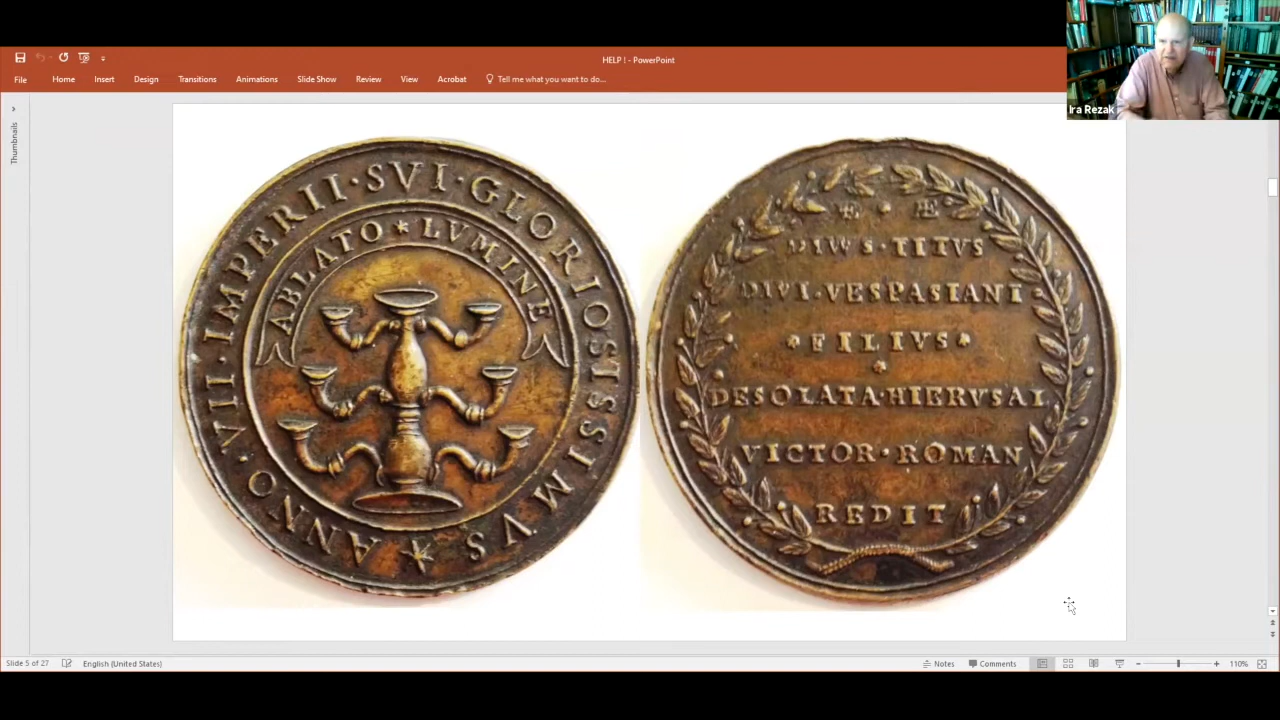 HELP ! - PowerPoint
File Home Insert Design Transitions Animations Slide Show Review View Acrobat Tell me what you want to do...
Ira Rezak
Thumbnails
ANNO·VII·IMPERII·SVI·GLORIOSISSIMVS
ABLATO * LVMINE
TITVS
DIVI·VESPASIANI
FILIVS
DESOLATA·HIERVSAL
VICTOR·ROMAN
REDIT
Slide 5 of 27 English (United States) Notes Comments 110%